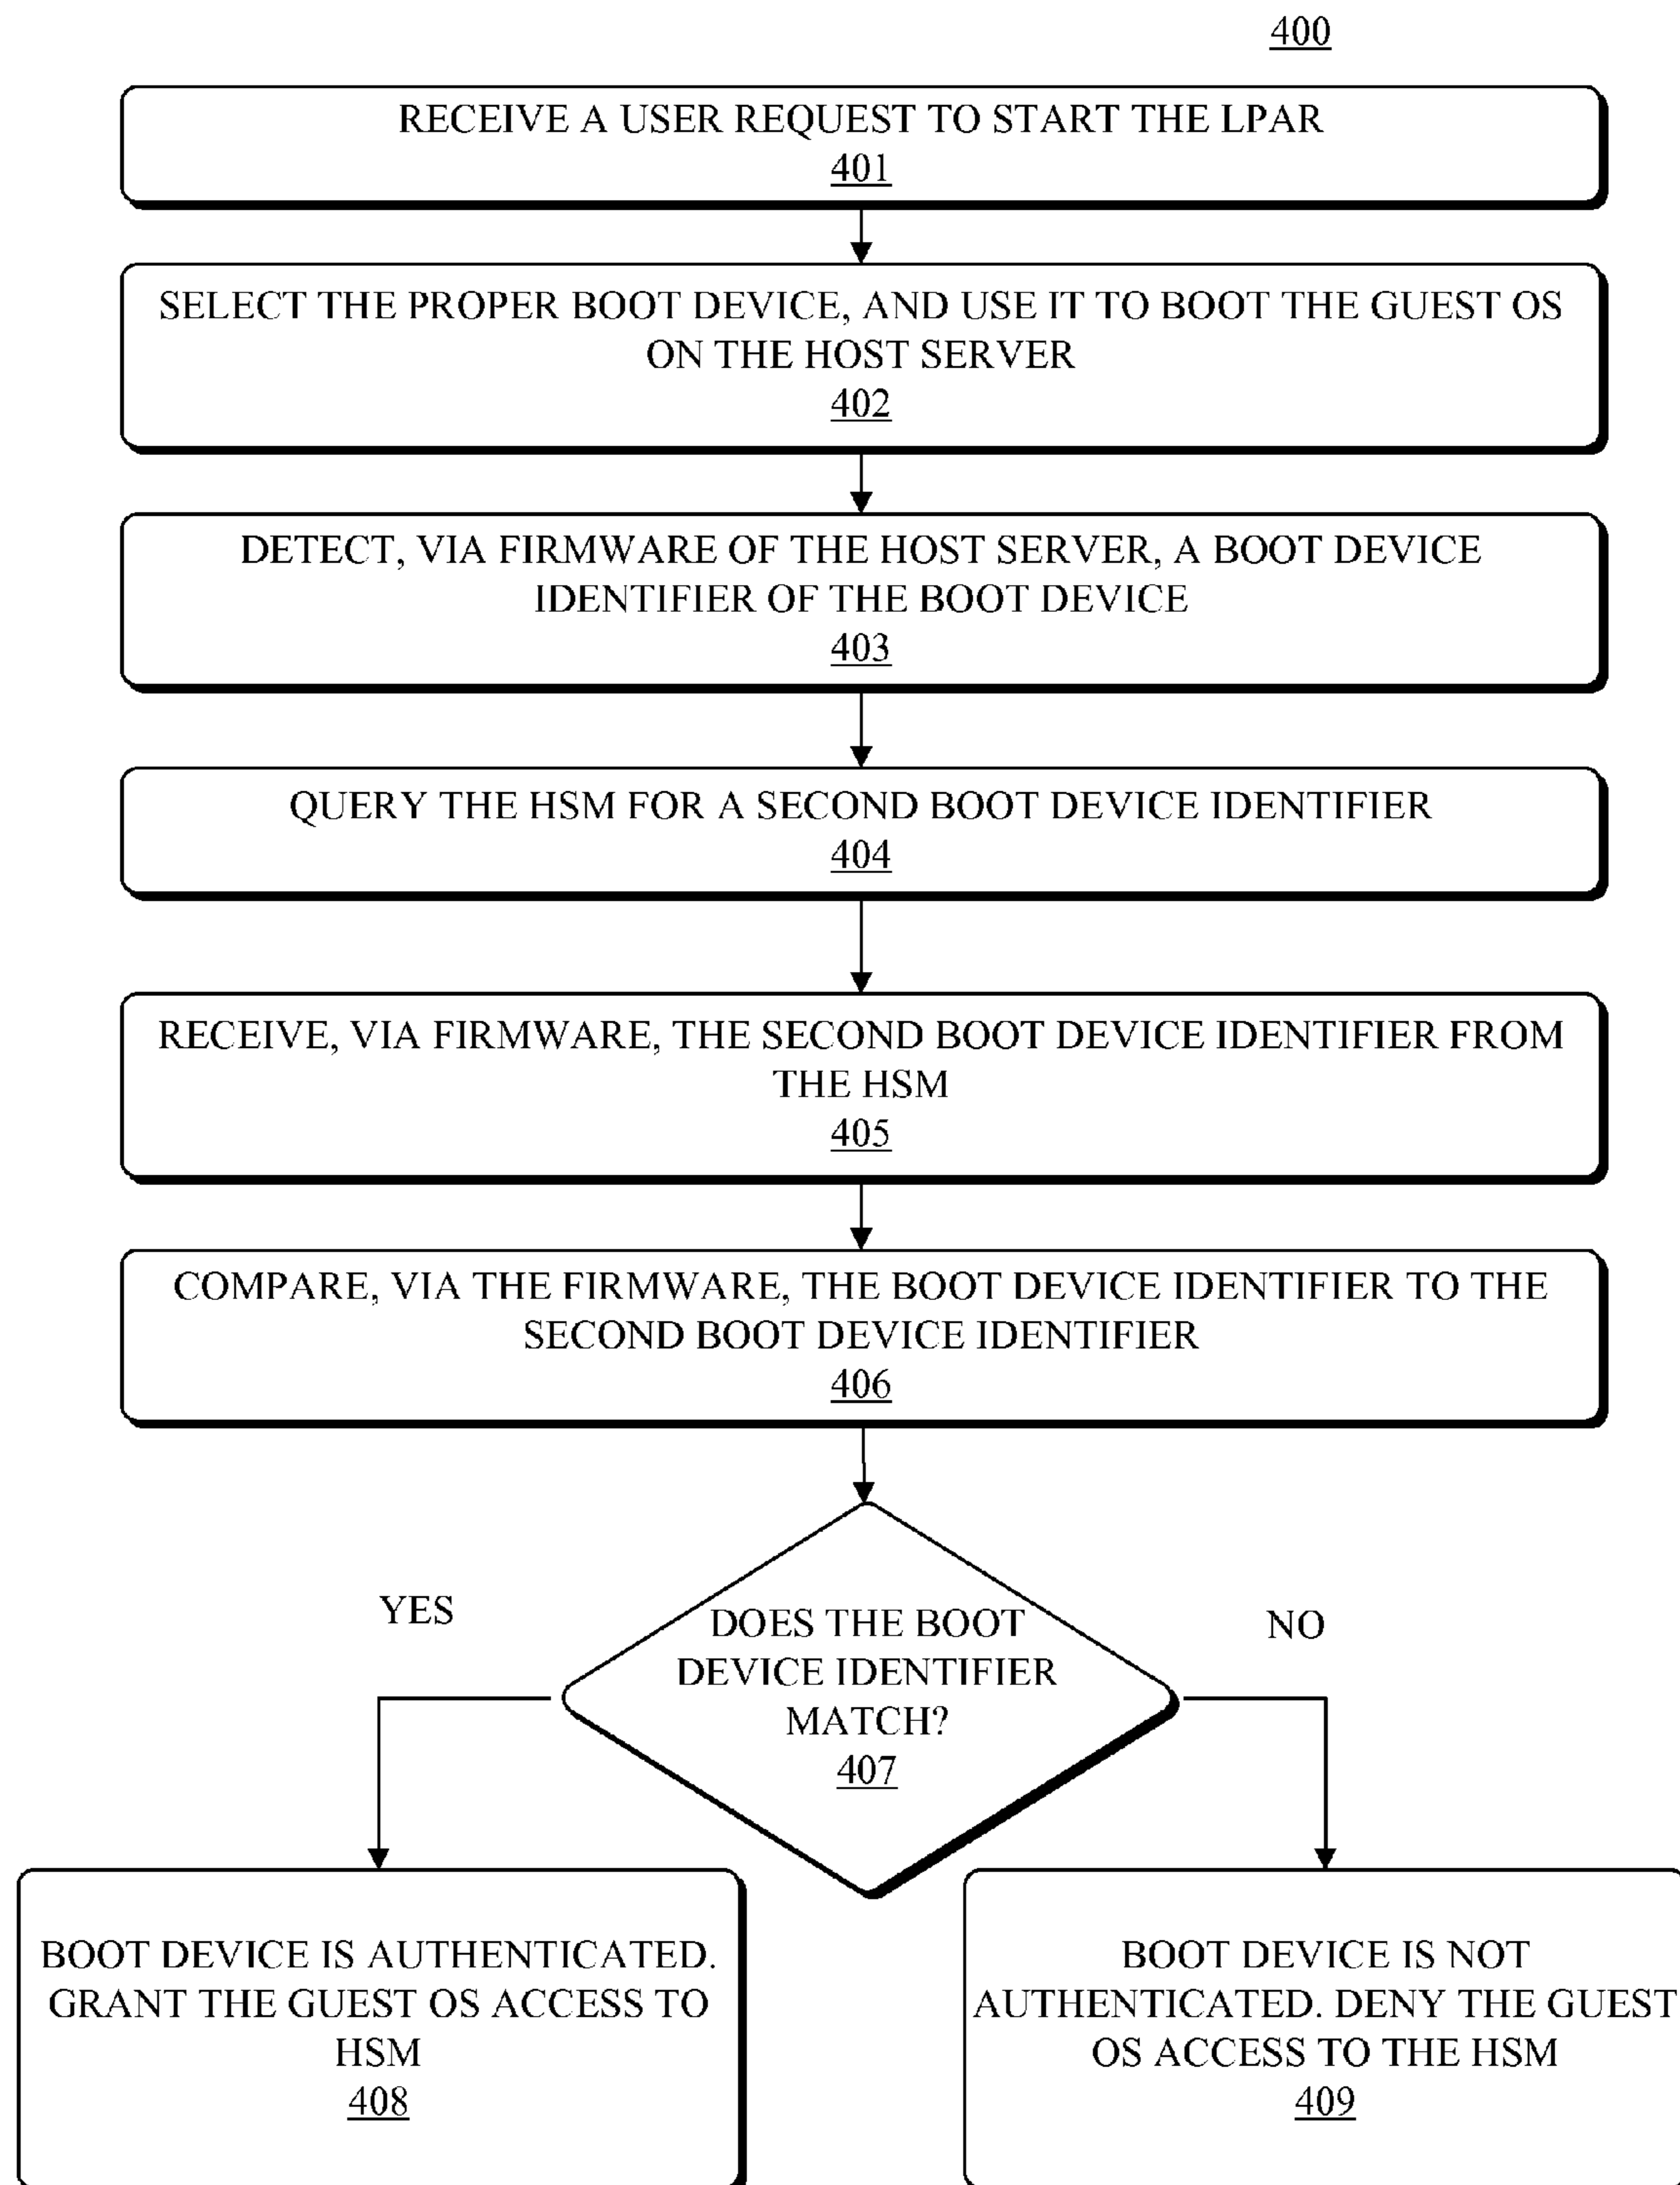 400
RECEIVE A USER REQUEST TO START THE LPAR
401
SELECT THE PROPER BOOT DEVICE, AND USE IT TO BOOT THE GUEST OS
ON THE HOST SERVER
402
DETECT, VIA FIRMWARE OF THE HOST SERVER, A BOOT DEVICE
IDENTIFIER OF THE BOOT DEVICE
403
QUERY THE HSM FOR A SECOND BOOT DEVICE IDENTIFIER
404
RECEIVE, VIA FIRMWARE, THE SECOND BOOT DEVICE IDENTIFIER FROM
THE HSM
405
COMPARE, VIA THE FIRMWARE, THE BOOT DEVICE IDENTIFIER TO THE
SECOND BOOT DEVICE IDENTIFIER
406
YES
DOES THE BOOT
DEVICE IDENTIFIER
MATCH?
407
NO
BOOT DEVICE IS AUTHENTICATED.
GRANT THE GUEST OS ACCESS TO
HSM
408
BOOT DEVICE IS NOT
AUTHENTICATED. DENY THE GUEST
OS ACCESS TO THE HSM
409